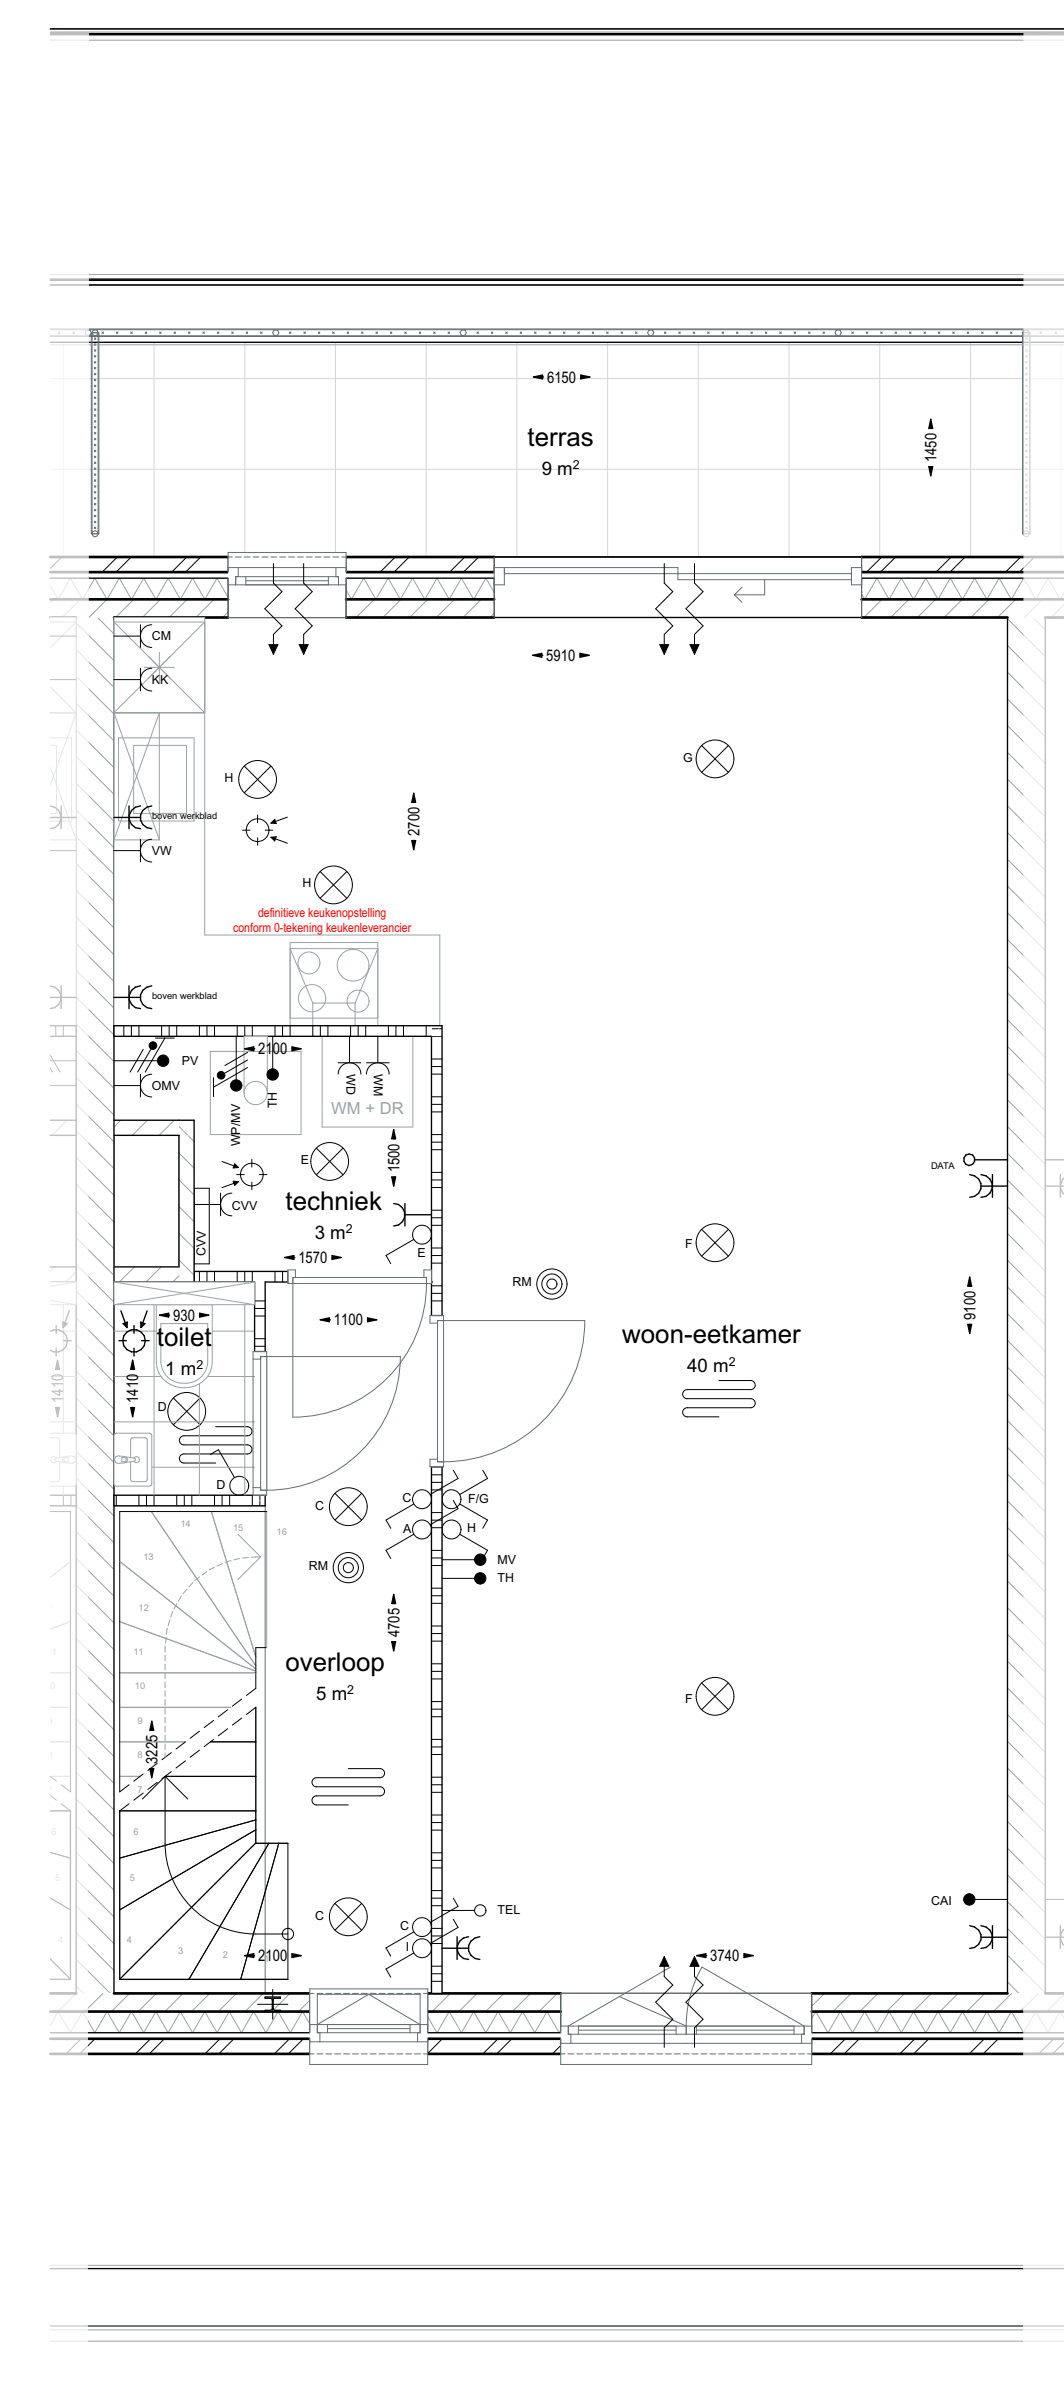 6150
terras
9 m²
1450
5910
CM
KK
H
G
boven werkblad
2700
VW
H
definitieve keukenopstelling
conform 0-tekening keukenleverancier
boven werkblad
2100
PV
OMV
TH
WD
WM
WM + DR
WP/MV
1500
E
DATA
techniek
CVV
3 m²
CVV
E
F
1570
RM
9100
930
1100
toilet
1 m²
woon-eetkamer
40 m²
1410
1410
D
D
C
C
F/G
A
H
14
15
16
13
MV
RM
TH
12
4705
11
overloop
5 m²
10
F
9
3225
8
7
6
5
4
3
2
C
C
I
TEL
CAI
2100
3740